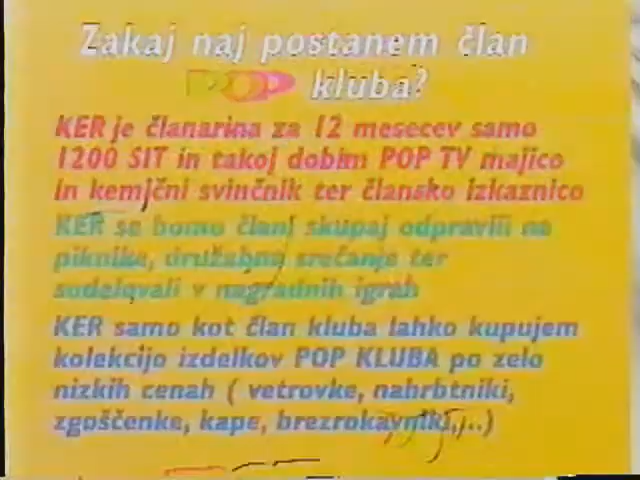 Zakaj naj postanem član
POP kluba?
KER je članarina za 12 mesecev samo
1200 SIT in takoj dobim POP TV majico
in kemični svinčnik ter člansko izkaznico
KER se bomo člani skupaj odpravili na
piknike, družabna srečanja ter
sodelovali v nagradnih igrah
KER samo kot član kluba lahko kupujem
kolekcijo izdelkov POP KLUBA po zelo
nizkih cenah ( vetrovke, nahrbtniki,
zgoščenke, kape, brezrokavniki,...)